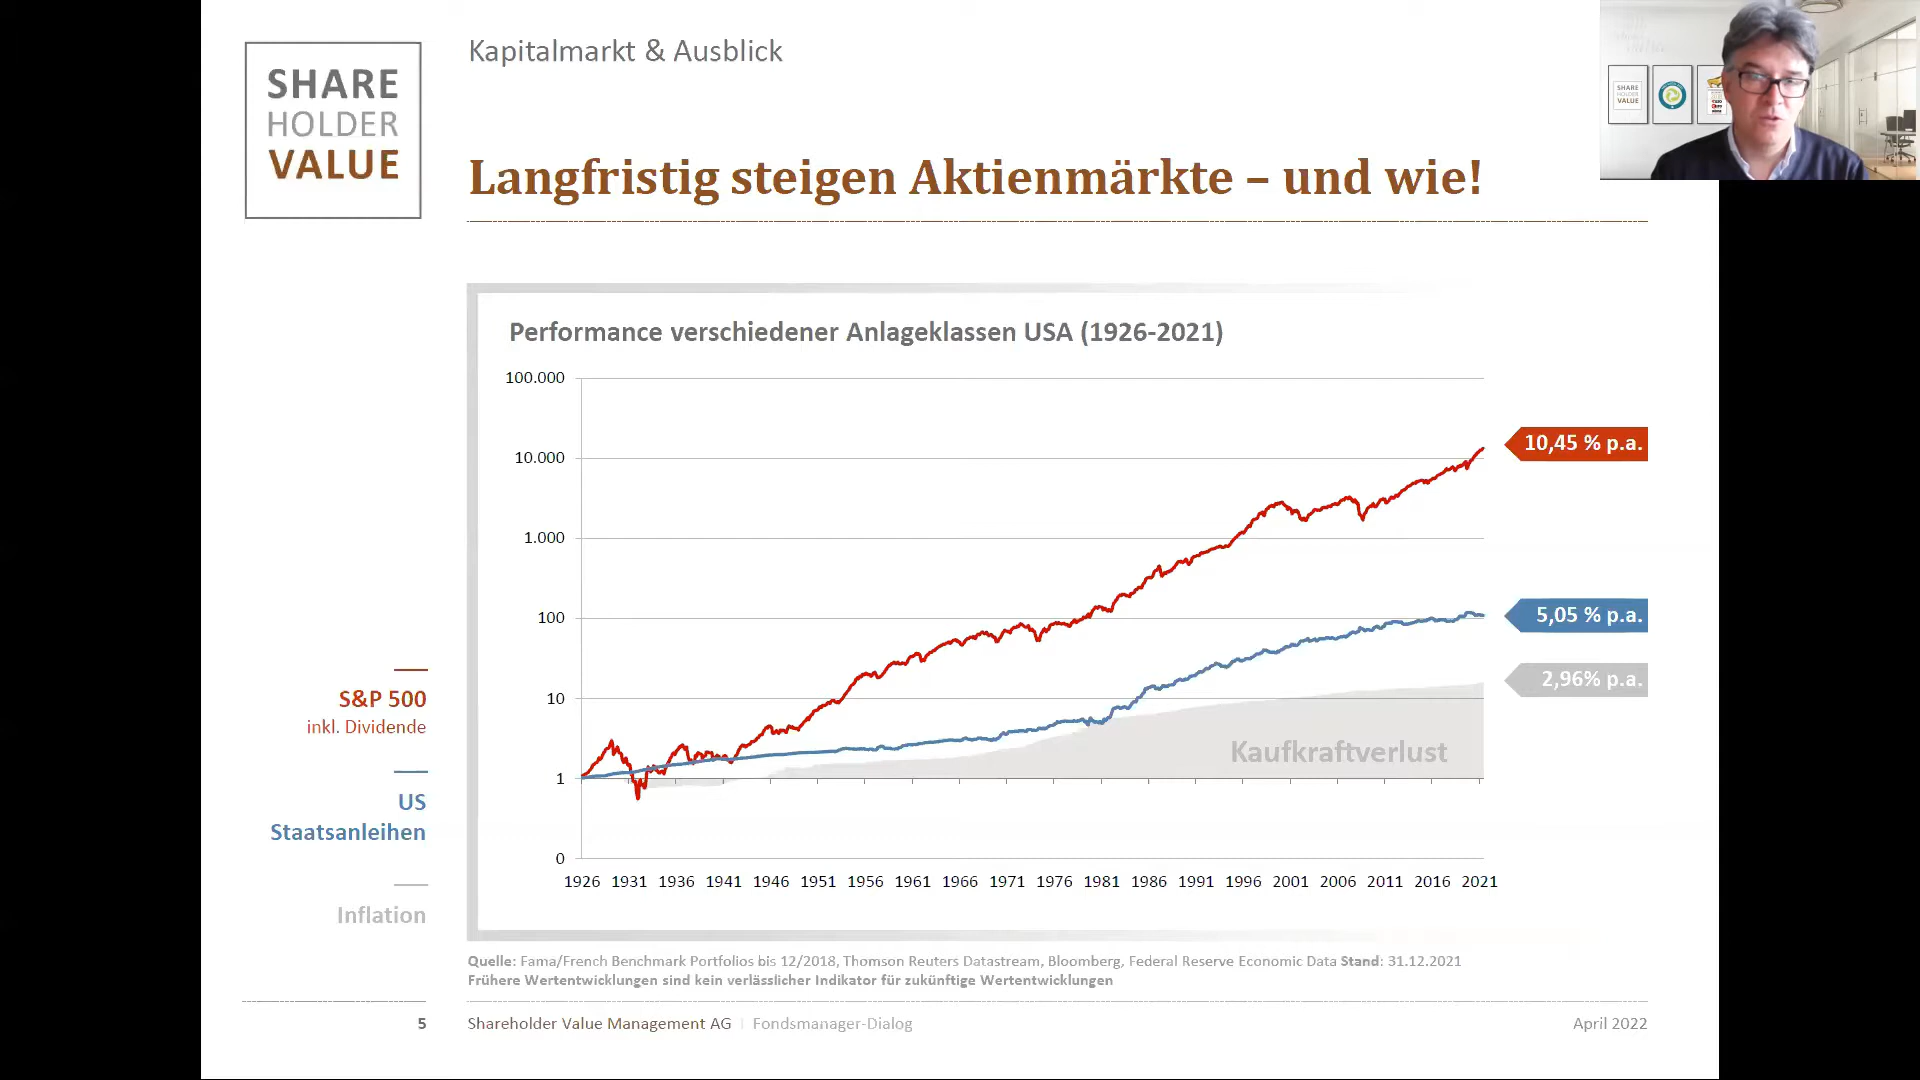 SHARE
HOLDER
VALUE
Kapitalmarkt & Ausblick
Langfristig steigen Aktienmärkte – und wie!
SHARE
HOLDER
VALUE
Performance verschiedener Anlageklassen USA (1926-2021)
100.000
10.000
1.000
100
10
1
0
1926 1931 1936 1941 1946 1951 1956 1961 1966 1971 1976 1981 1986 1991 1996 2001 2006 2011 2016 2021
10,45 % p.a.
5,05 % p.a.
2,96% p.a.
Kaufkraftverlust
S&P 500
inkl. Dividende
US
Staatsanleihen
Inflation
Quelle: Fama/French Benchmark Portfolios bis 12/2018, Thomson Reuters Datastream, Bloomberg, Federal Reserve Economic Data Stand: 31.12.2021
Frühere Wertentwicklungen sind kein verlässlicher Indikator für zukünftige Wertentwicklungen
5
Shareholder Value Management AG | Fondsmanager-Dialog
April 2022